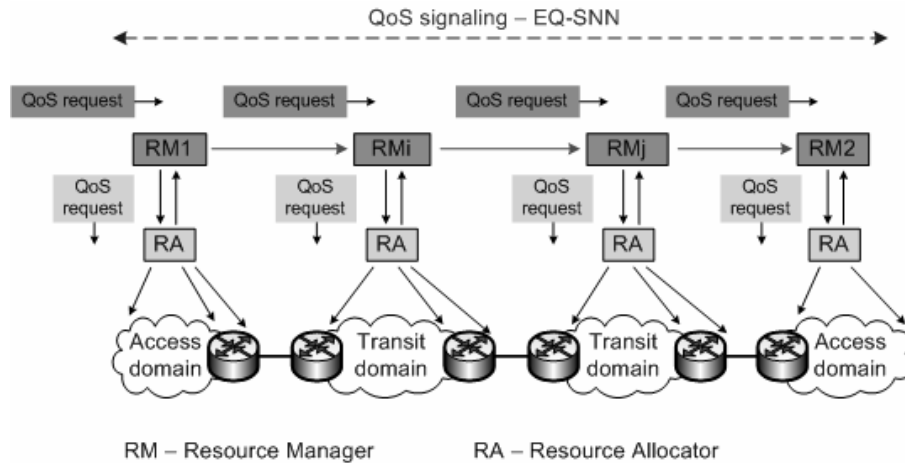 QoS signaling – EQ-SNN
QoS request
QoS request
QoS request
QoS request
RM1
RMi
RMj
RM2
QoS
request
QoS
request
QoS
request
QoS
request
RA
RA
RA
RA
Access
domain
Transit
domain
Transit
domain
Access
domain
RM – Resource Manager
RA – Resource Allocator